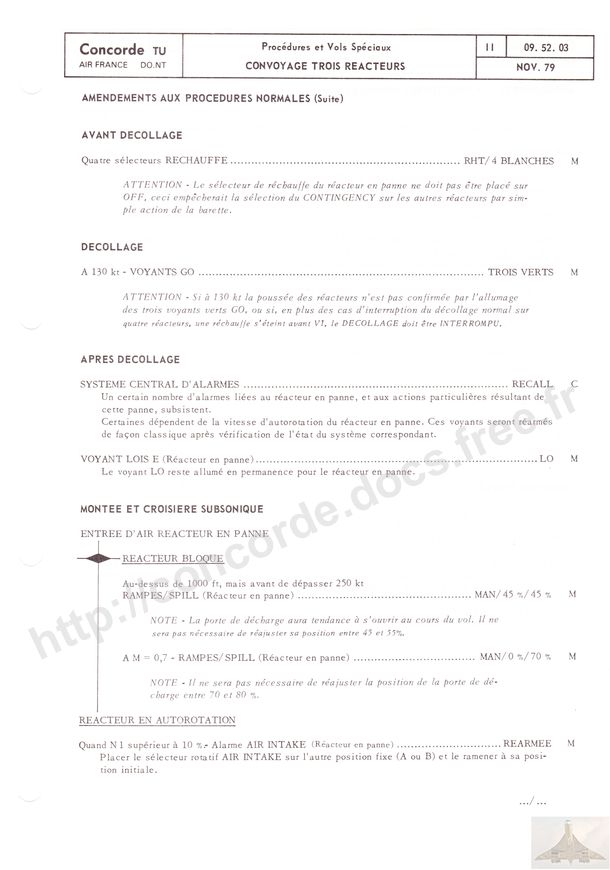 Concorde TU
AIR FRANCE DO.NT
Procédures et Vols Spéciaux
CONVOYAGE TROIS REACTEURS
11
09. 52. 03
NOV. 79
AMENDEMENTS AUX PROCEDURES NORMALES (Suite)
AVANT DECOLLAGE
Quatre sélecteurs RECHAUFFE ........................................ RHT/4 BLANCHES M
ATTENTION - Le sélecteur de réchauffe du réacteur en panne ne doit pas être placé sur
OFF, ceci empêcherait la sélection du CONTINGENCY sur les autres réacteurs par sim-
ple action de la barette.
DECOLLAGE
A 130 kt - VOYANTS GO ........................................ TROIS VERTS M
ATTENTION - Si à 130 kt la poussée des réacteurs n'est pas confirmée par l'allumage
des trois voyants verts GO, ou si, en plus des cas d'interruption du décollage normal sur
quatre réacteurs, une réchauffe s'éteint avant V1, le DECOLLAGE doit être INTERROMPU.
APRES DECOLLAGE
SYSTEME CENTRAL D'ALARMES ........................................ RECALL C
Un certain nombre d'alarmes liées au réacteur en panne, et aux actions particulières résultant de
cette panne, subsistent.
Certaines dépendent de la vitesse d'autorotation du réacteur en panne. Ces voyants seront réarmés
de façon classique après vérification de l'état du système correspondant.
VOYANT LOIS E (Réacteur en panne)........................................ LO M
Le voyant LO reste allumé en permanence pour le réacteur en panne.
MONTEE ET CROISIERE SUBSONIQUE
ENTREE D'AIR REACTEUR EN PANNE
REACTEUR BLOQUE
Au-dessus de 1000 ft, mais avant de dépasser 250 kt
RAMPES/SPILL (Réacteur en panne) ........................................ MAN/45 %/45 % M
NOTE - La porte de décharge aura tendance à s'ouvrir au cours du vol. Il ne
sera pas nécessaire de réajuster sa position entre 45 et 55%.
A M = 0,7 - RAMPES/SPILL (Réacteur en panne)........................................ MAN/0 %/70 % M
NOTE - Il ne sera pas nécessaire de réajuster la position de la porte de dé-
charge entre 70 et 80 %.
REACTEUR EN AUTOROTATION
Quand N1 supérieur à 10 %.- Alarme AIR INTAKE (Réacteur en panne) ........................................ REARMEE M
Placer le sélecteur rotatif AIR INTAKE sur l'autre position fixe (A ou B) et le ramener à sa posi-
tion initiale.
.../ ...
http://concorde.docs.free.fr